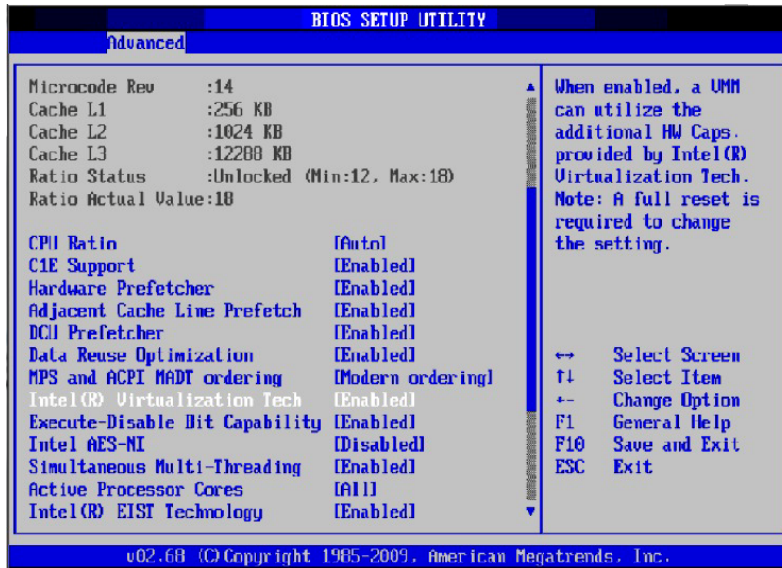 BIOS SETUP UTILITY
Advanced
Microcode Rev :14
Cache L1 :256 KB
Cache L2 :1024 KB
Cache L3 :12288 KB
Ratio Status :Unlocked (Min:12, Max:18)
Ratio Actual Value:18
CPU Ratio [Auto]
C1E Support [Enabled]
Hardware Prefetcher [Enabled]
Adjacent Cache Line Prefetch [Enabled]
DCU Prefetcher [Enabled]
Data Reuse Optimization [Enabled]
MPS and ACPI MADT ordering [Modern ordering]
Intel(R) Virtualization Tech [Enabled]
Execute-Disable Bit Capability [Enabled]
Intel AES-NI [Disabled]
Simultaneous Multi-Threading [Enabled]
Active Processor Cores [All]
Intel(R) EIST Technology [Enabled]
When enabled, a VMM
can utilize the
additional HW Caps.
provided by Intel(R)
Virtualization Tech.
Note: A full reset is
required to change
the setting.
↔ Select Screen
↑↓ Select Item
+- Change Option
F1 General Help
F10 Save and Exit
ESC Exit
v02.68 (C)Copyright 1985-2009, American Megatrends, Inc.